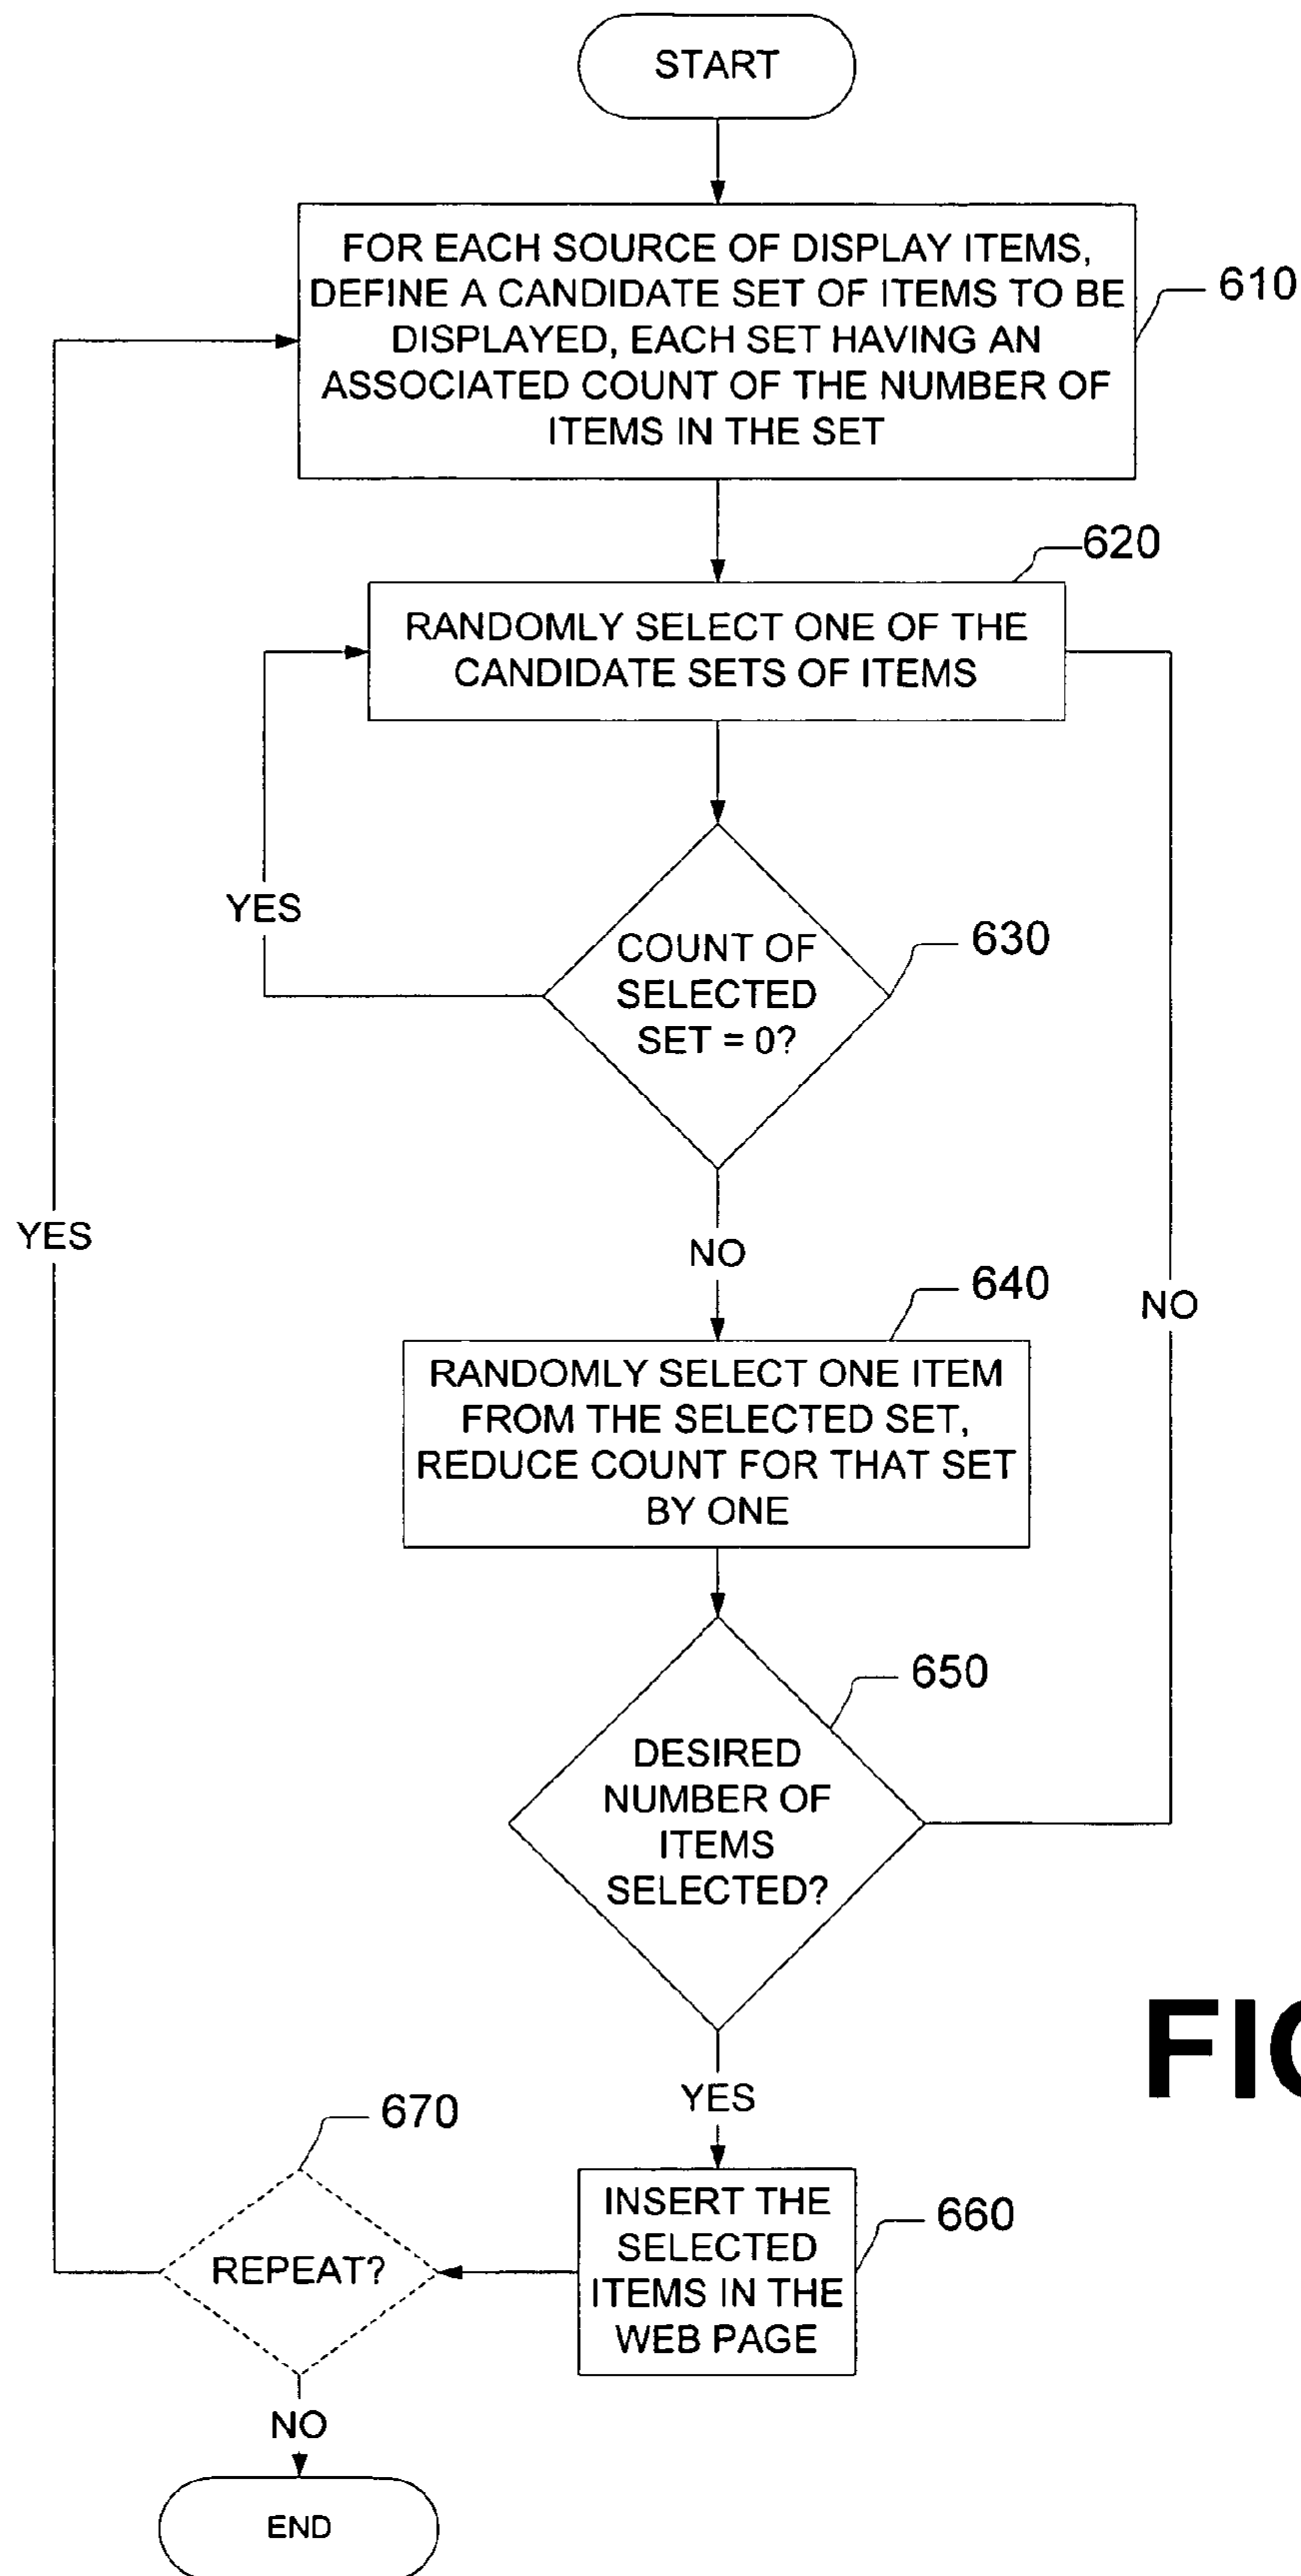 START
FOR EACH SOURCE OF DISPLAY ITEMS,
DEFINE A CANDIDATE SET OF ITEMS TO BE
DISPLAYED, EACH SET HAVING AN
ASSOCIATED COUNT OF THE NUMBER OF
ITEMS IN THE SET
610
620
RANDOMLY SELECT ONE OF THE
CANDIDATE SETS OF ITEMS
YES
COUNT OF
SELECTED
SET = 0?
630
YES
NO
NO
640
RANDOMLY SELECT ONE ITEM
FROM THE SELECTED SET,
REDUCE COUNT FOR THAT SET
BY ONE
650
DESIRED
NUMBER OF
ITEMS
SELECTED?
YES
670
REPEAT?
INSERT THE
SELECTED
ITEMS IN THE
WEB PAGE
660
NO
END